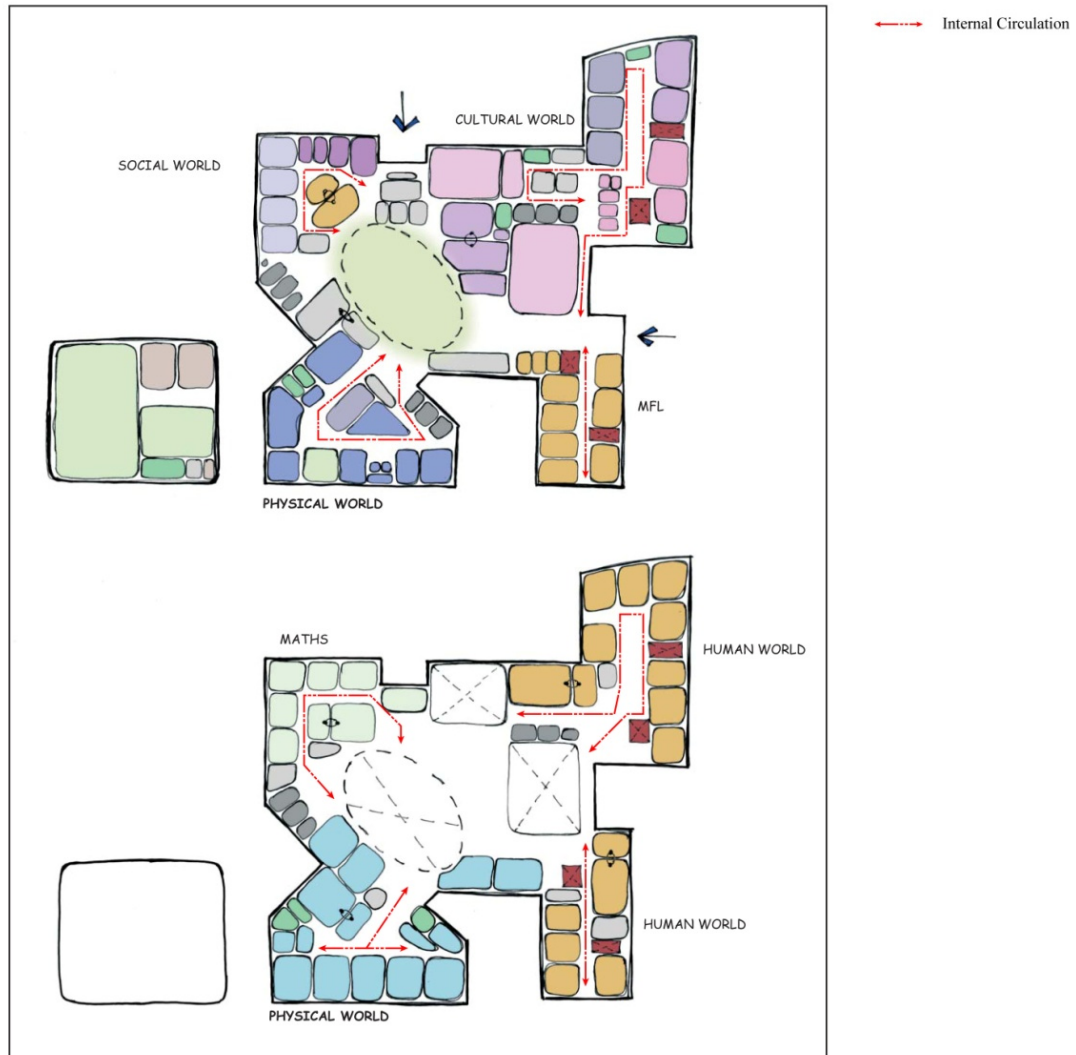 Internal Circulation
CULTURAL WORLD
SOCIAL WORLD
MFL
PHYSICAL WORLD
MATHS
HUMAN WORLD
HUMAN WORLD
PHYSICAL WORLD